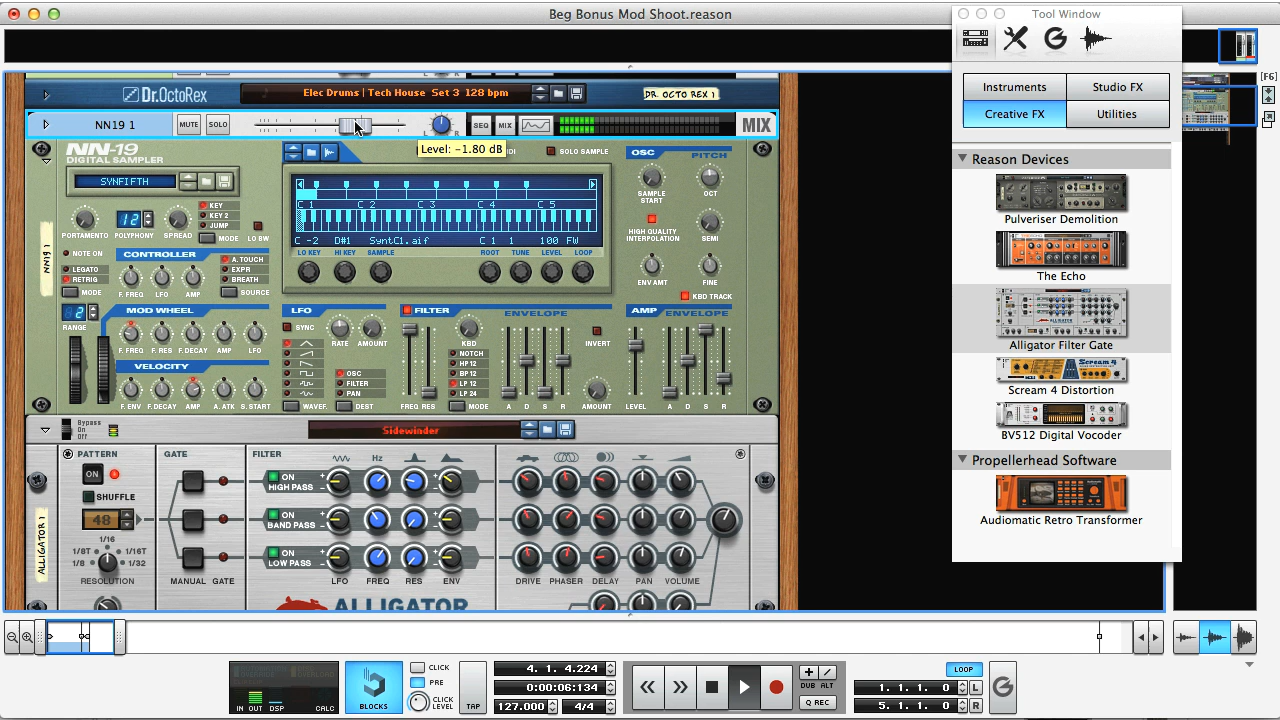 Beg Bonus Mod Shoot.reason
Tool Window
[F6]
Instruments
Studio FX
Creative FX
Utilities
Reason Devices
Pulveriser Demolition
The Echo
Alligator Filter Gate
Scream 4 Distortion
BV512 Digital Vocoder
Propellerhead Software
Audiomatic Retro Transformer
Dr.OctoRex
Elec Drums | Tech House Set 3 128 bpm
DR. OCTO REX 1
NN19 1
MUTE
SOLO
L R
SEQ
MIX
MIX
Level: -1.80 dB
NN-19
DIGITAL SAMPLER
SYNFIFTH
SOLO SAMPLE
OSC
PITCH
SAMPLE START
OCT
HIGH QUALITY INTERPOLATION
SEMI
ENV AMT
FINE
KBD TRACK
C 1 C 2 C 3 C 4 C 5
C -2 D#1 SyntC1.aif C 1 1 100 FW
LO KEY HI KEY SAMPLE ROOT TUNE LEVEL LOOP
PORTAMENTO
12
POLYPHONY
SPREAD
KEY
KEY 2
JUMP
MODE
LO BW
NN19 1
NOTE ON
LEGATO
RETRIG
MODE
CONTROLLER
F. FREQ LFO AMP
A.TOUCH
EXPR
BREATH
SOURCE
2
RANGE
MOD WHEEL
F. FREQ F. RES F.DECAY AMP LFO
VELOCITY
F. ENV F.DECAY AMP A. ATK S. START
LFO
SYNC
RATE AMOUNT
OSC
FILTER
PAN
WAVEF. DEST
FILTER
ENVELOPE
KBD
NOTCH
HP 12
BP 12
LP 12
LP 24
FREQ RES MODE
A D S R
INVERT
AMOUNT
AMP
ENVELOPE
LEVEL A D S R
Bypass
On
Off
Sidewinder
PATTERN
ON
SHUFFLE
48
1/16
1/8T 1/16T
1/8 1/32
RESOLUTION
ALLIGATOR 1
GATE
MANUAL GATE
FILTER
Hz
ON
HIGH PASS
ON
BAND PASS
ON
LOW PASS
LFO FREQ RES ENV
DRIVE PHASER DELAY PAN VOLUME
ALLIGATOR
IN OUT DSP CALC
BLOCKS
CLICK
PRE
CLICK LEVEL
TAP
4. 1. 4.224
0:00:06:134
127.000
4/4
DUB ALT
Q REC
LOOP
1. 1. 1. 0 L
5. 1. 1. 0 R